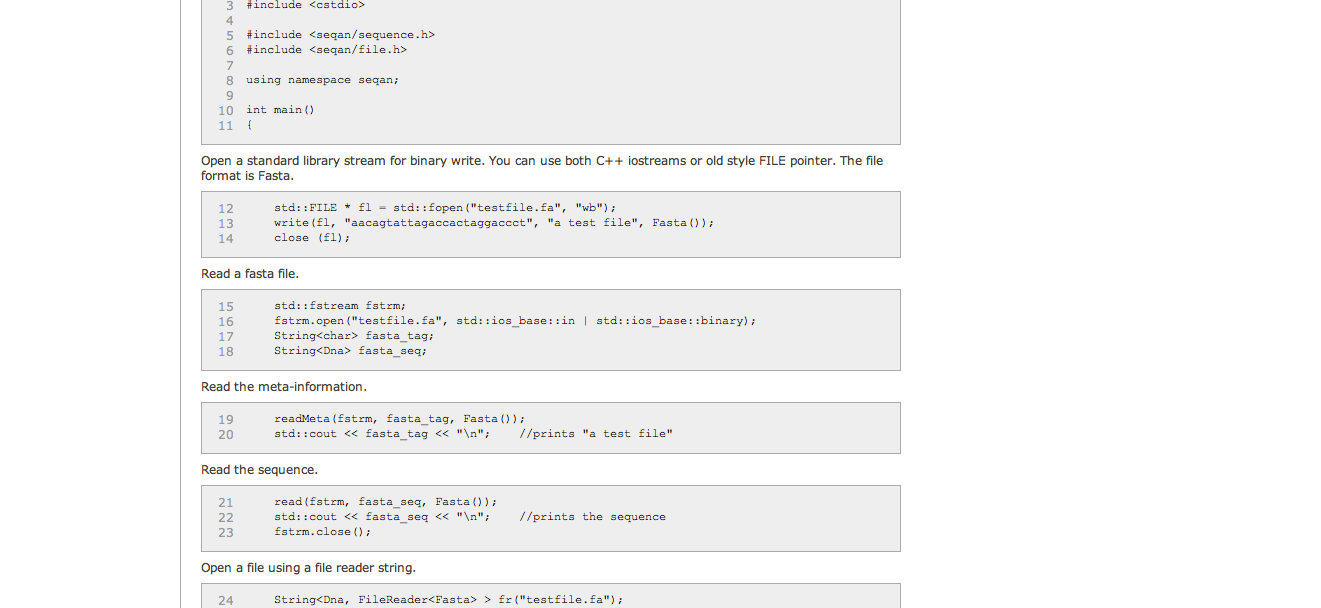 3 #include <cstdio>
4
5 #include <seqan/sequence.h>
6 #include <seqan/file.h>
7
8 using namespace seqan;
9
10 int main()
11 {
Open a standard library stream for binary write. You can use both C++ iostreams or old style FILE pointer. The file
format is Fasta.
12 std::FILE * fl = std::fopen("testfile.fa", "wb");
13 write(fl, "aacagtattagaccactaggaccct", "a test file", Fasta());
14 close (fl);
Read a fasta file.
15 std::fstream fstrm;
16 fstrm.open("testfile.fa", std::ios_base::in | std::ios_base::binary);
17 String<char> fasta_tag;
18 String<Dna> fasta_seq;
Read the meta-information.
19 readMeta(fstrm, fasta_tag, Fasta());
20 std::cout << fasta_tag << "\n"; //prints "a test file"
Read the sequence.
21 read(fstrm, fasta_seq, Fasta());
22 std::cout << fasta_seq << "\n"; //prints the sequence
23 fstrm.close();
Open a file using a file reader string.
24 String<Dna, FileReader<Fasta> > fr("testfile.fa");